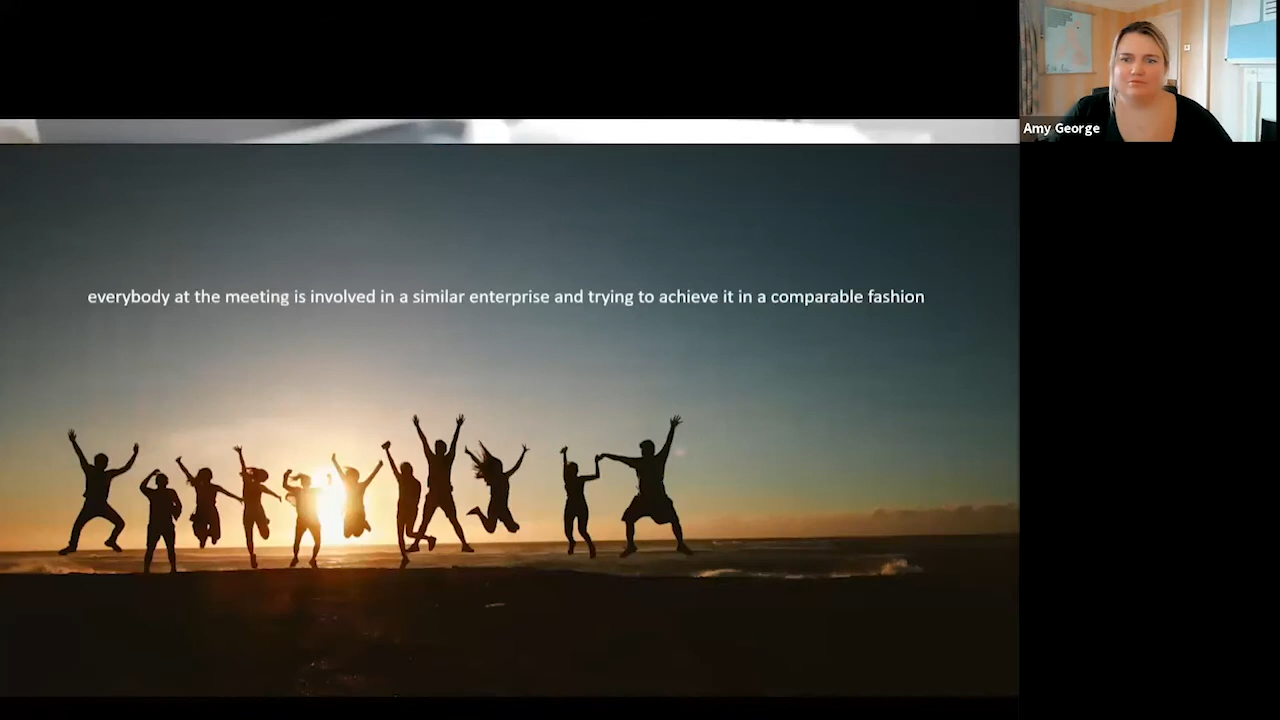 everybody at the meeting is involved in a similar enterprise and trying to achieve it in a comparable fashion
Amy George